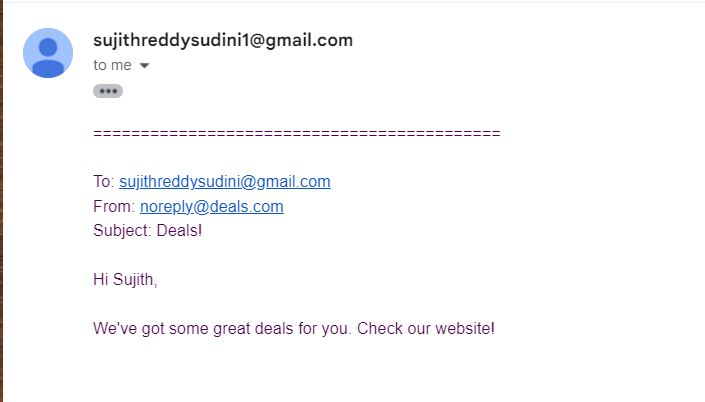 sujithreddysudini1@gmail.com
to me
===========================================
To: sujithreddysudini@gmail.com
From: noreply@deals.com
Subject: Deals!
Hi Sujith,
We've got some great deals for you. Check our website!